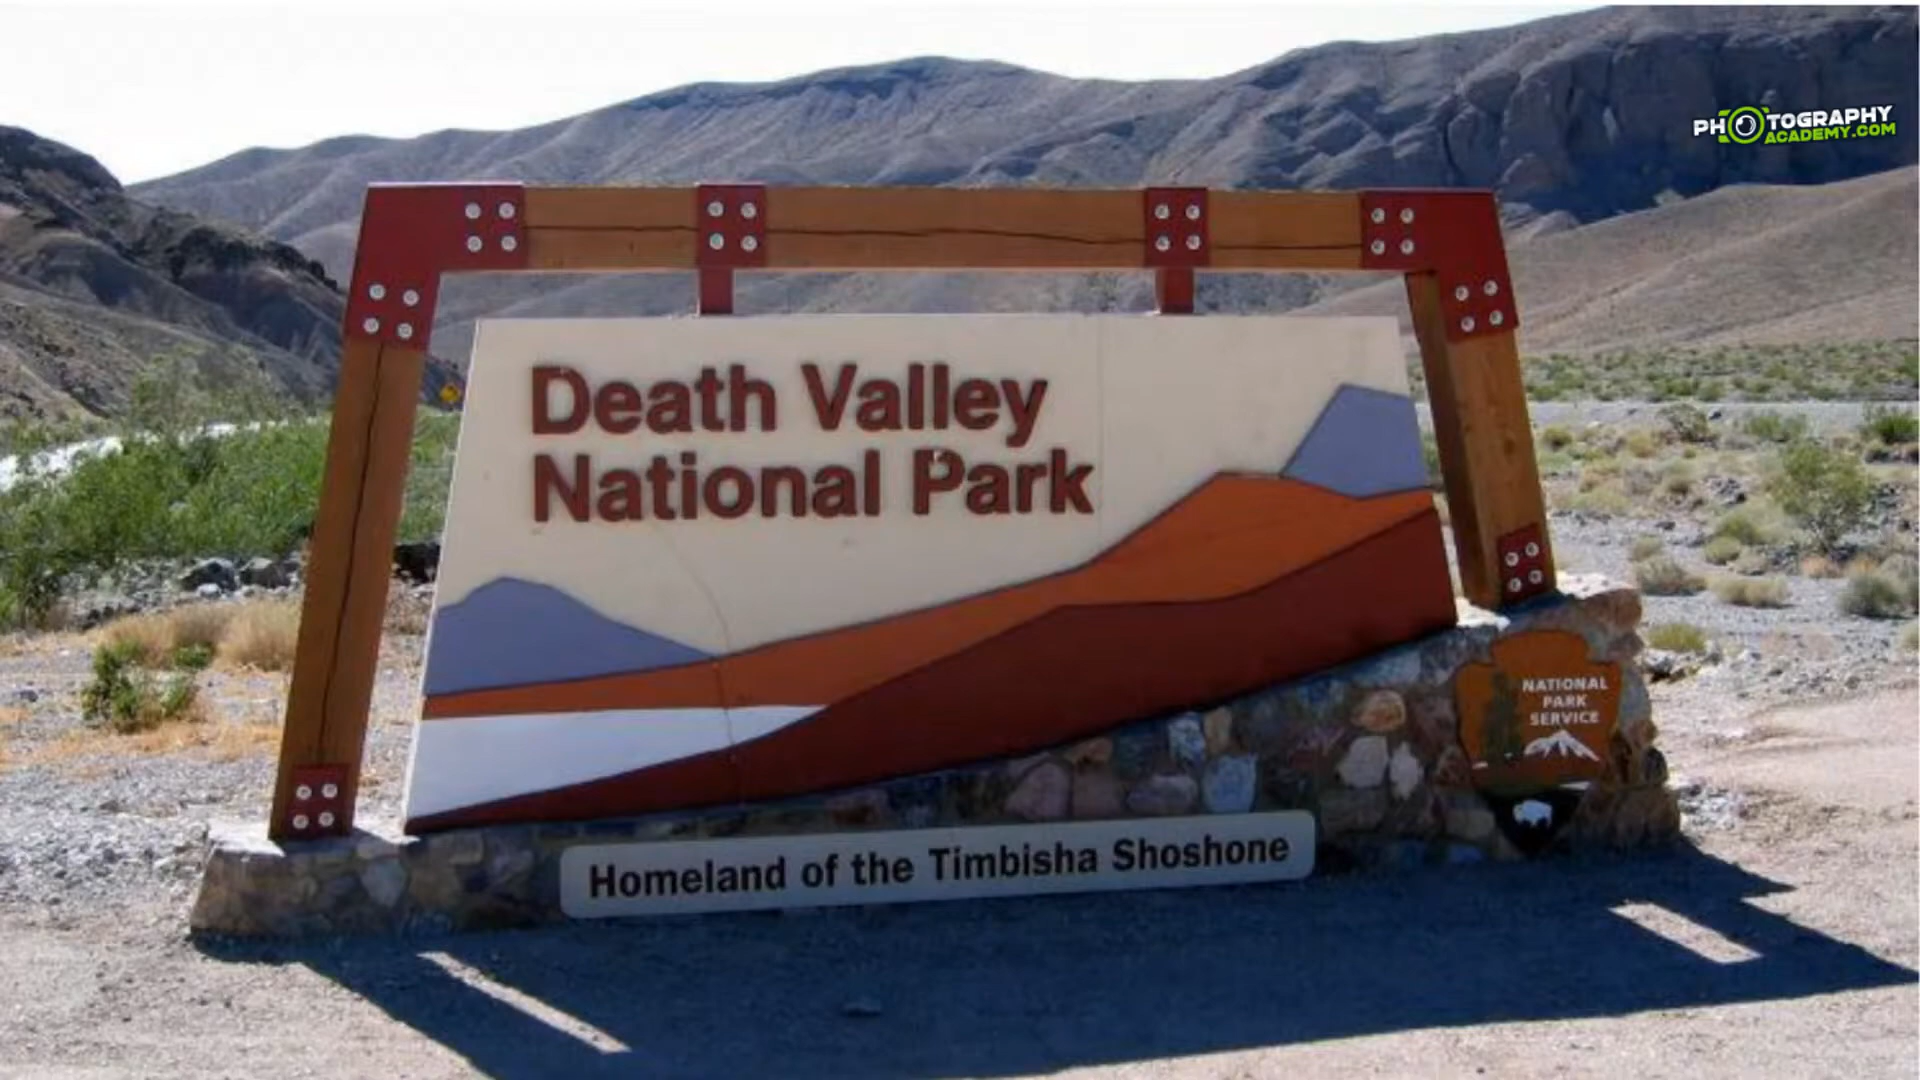 PHOTOGRAPHY
ACADEMY.COM
Death Valley
National Park
NATIONAL
PARK
SERVICE
Homeland of the Timbisha Shoshone